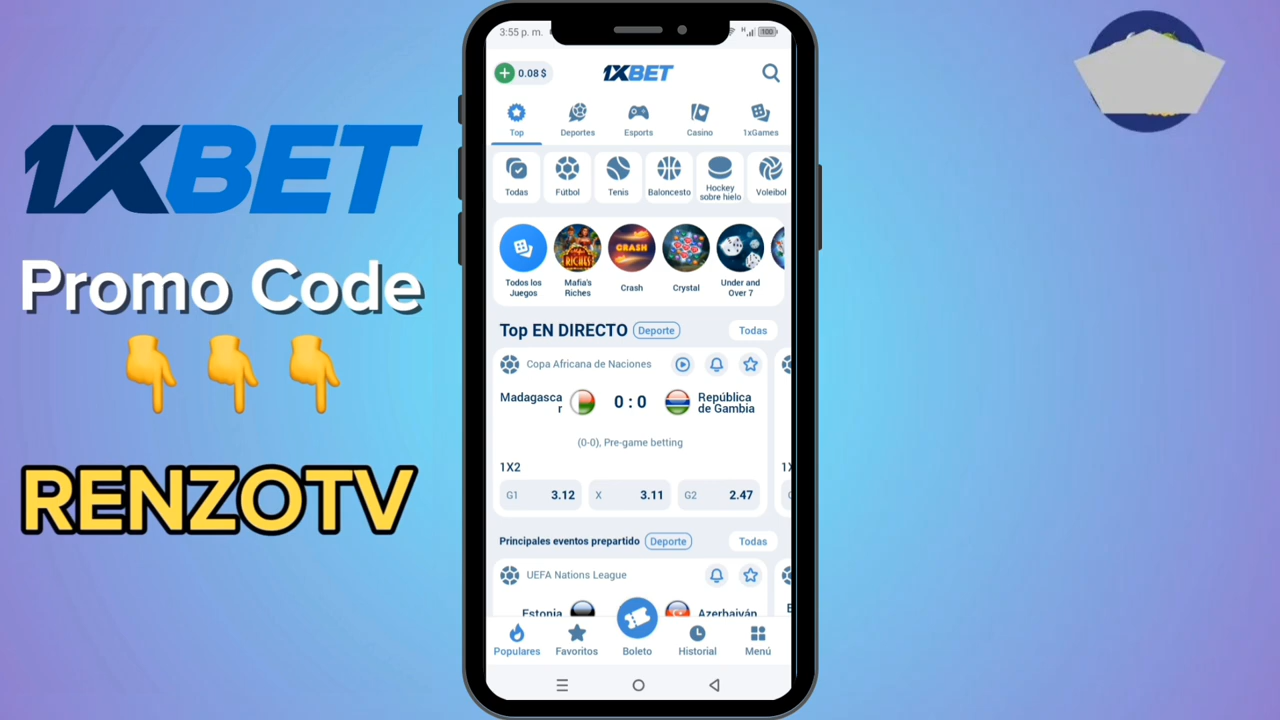 1XBET
Promo Code
👇👇👇
RENZOTV
3:55 p. m.
H
100
0.08 $
1XBET
Top
Deportes
Esports
Casino
1xGames
Todas
Fútbol
Tenis
Baloncesto
Hockey
sobre hielo
Voleibol
RICHES
CRASH
Todos los
Juegos
Mafia's
Riches
Crash
Crystal
Under and
Over 7
Top EN DIRECTO
Deporte
Todas
Copa Africana de Naciones
Madagasca
r
0 : 0
República
de Gambia
(0-0), Pre-game betting
1X2
G1 3.12
X 3.11
G2 2.47
Principales eventos prepartido
Deporte
Todas
UEFA Nations League
Estonia
Azerbaiyán
Populares
Favoritos
Boleto
Historial
Menú